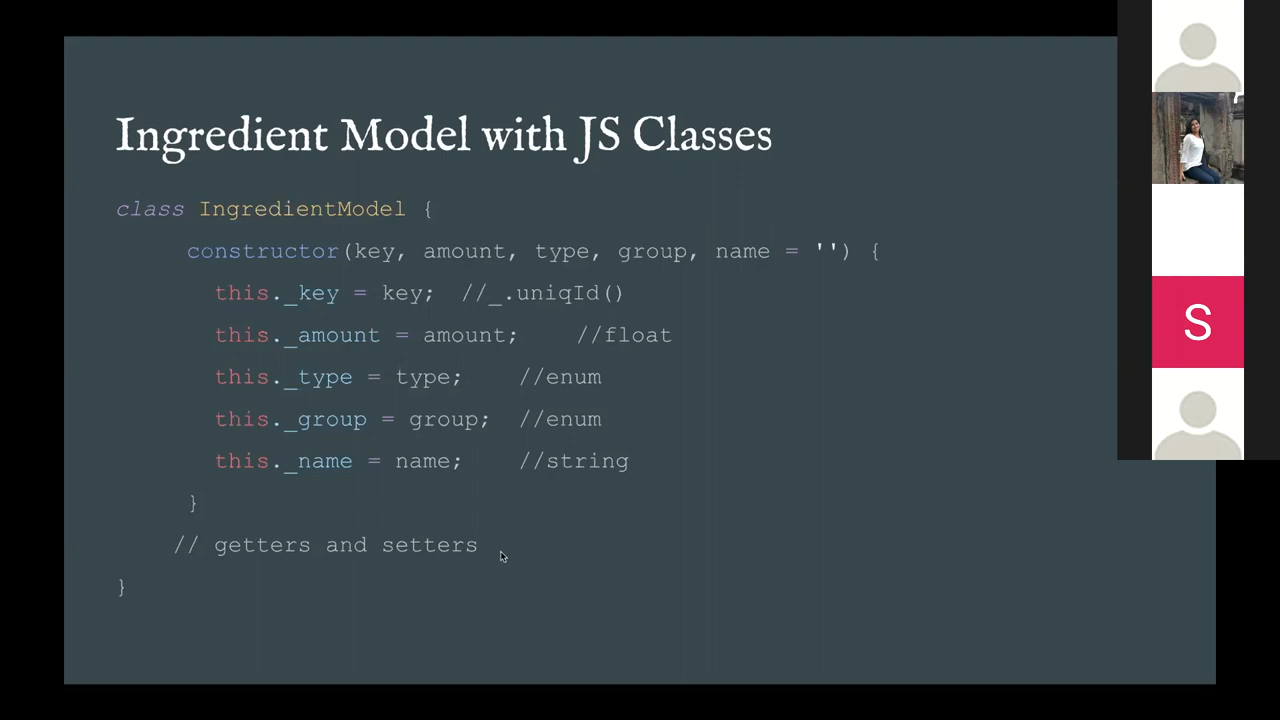 Ingredient Model with JS Classes
class IngredientModel {
constructor(key, amount, type, group, name = '') {
this._key = key; //_.uniqId()
this._amount = amount; //float
this._type = type; //enum
this._group = group; //enum
this._name = name; //string
}
// getters and setters
}
S